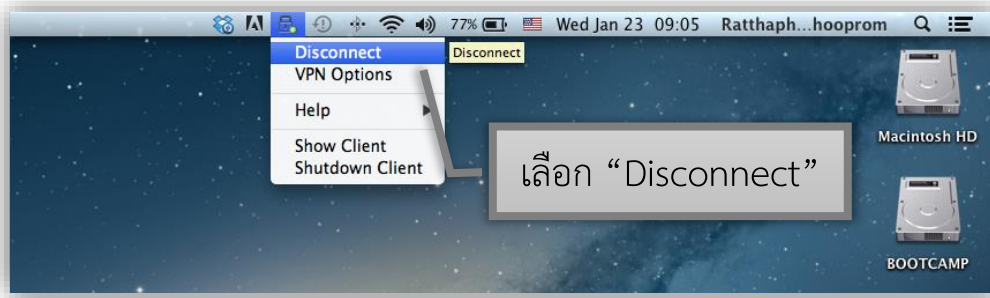 77% Wed Jan 23 09:05 Ratthaph...hooprom
Disconnect
Disconnect
VPN Options
Help
Show Client
Shutdown Client
เลือก “Disconnect”
Macintosh HD
BOOTCAMP